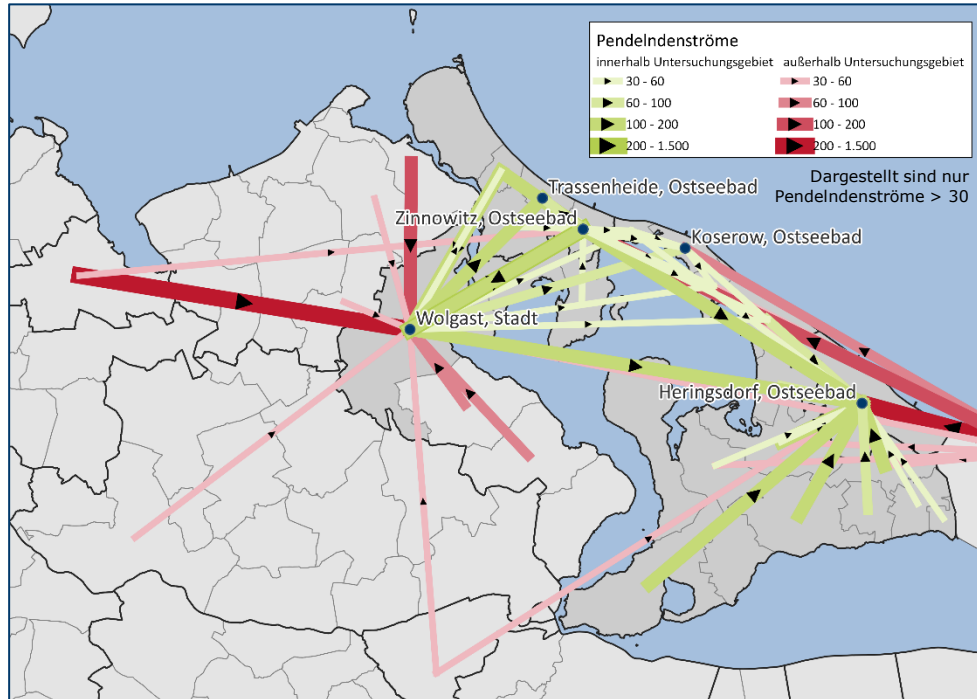 Pendelndenströme
innerhalb Untersuchungsgebiet
außerhalb Untersuchungsgebiet
30 - 60
30 - 60
60 - 100
60 - 100
100 - 200
100 - 200
200 - 1.500
200 - 1.500
Dargestellt sind nur
Pendelndenströme > 30
Trassenheide, Ostseebad
Zinnowitz, Ostseebad
Koserow, Ostseebad
Wolgast, Stadt
Heringsdorf, Ostseebad